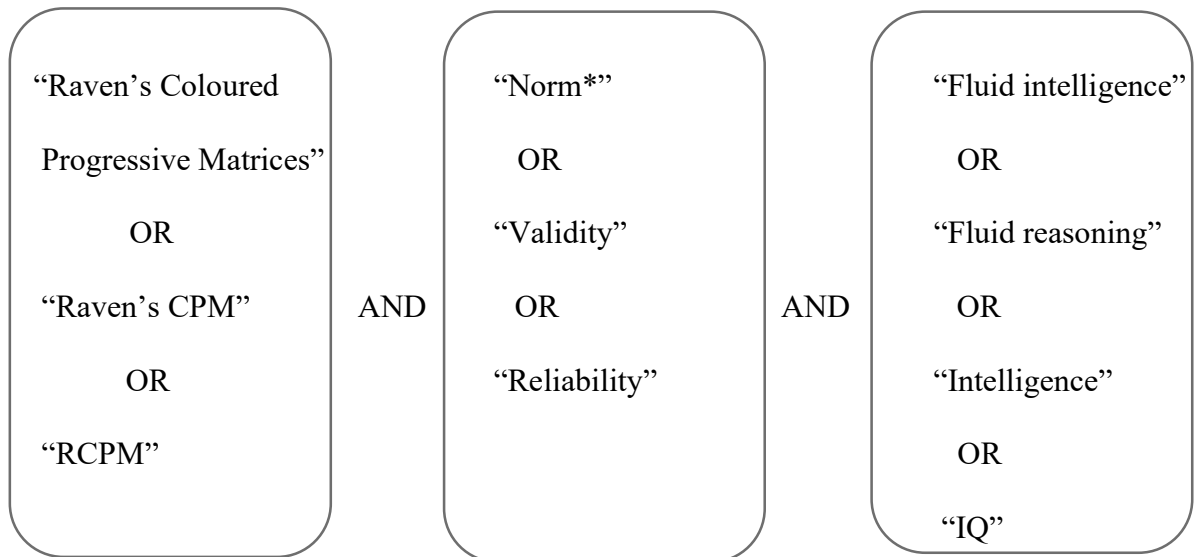 “Raven’s Coloured
Progressive Matrices”
OR
“Raven’s CPM”
OR
“RCPM”
AND
“Norm*”
OR
“Validity”
OR
“Reliability”
AND
“Fluid intelligence”
OR
“Fluid reasoning”
OR
“Intelligence”
OR
“IQ”